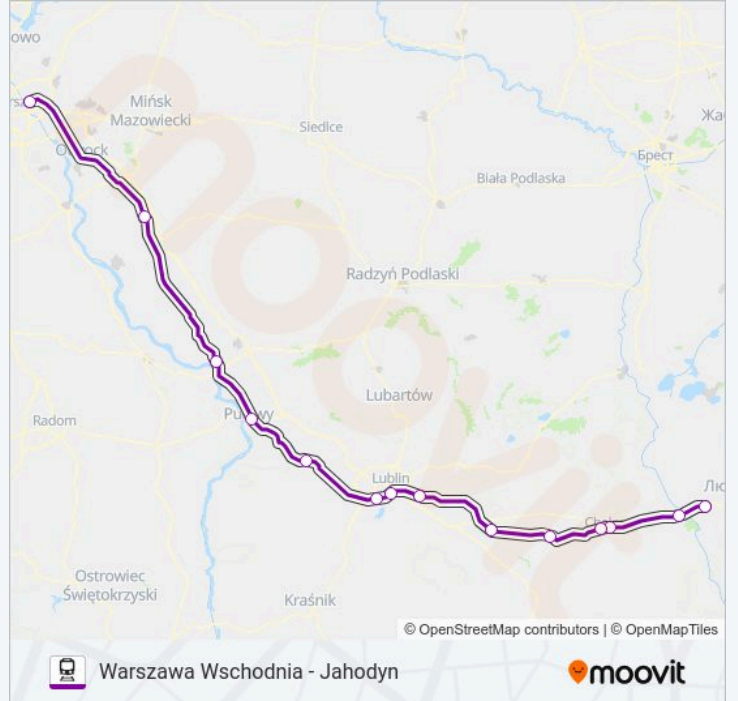 owo
Mińsk
Mazowiecki
Siedlce
Брест
Biała Podlaska
Radzyń Podlaski
Lubartów
Radom
Lublin
Ostrowiec
Świętokrzyski
Kraśnik
moovit
© OpenStreetMap contributors | © OpenMapTiles
Warszawa Wschodnia - Jahodyn
moovit